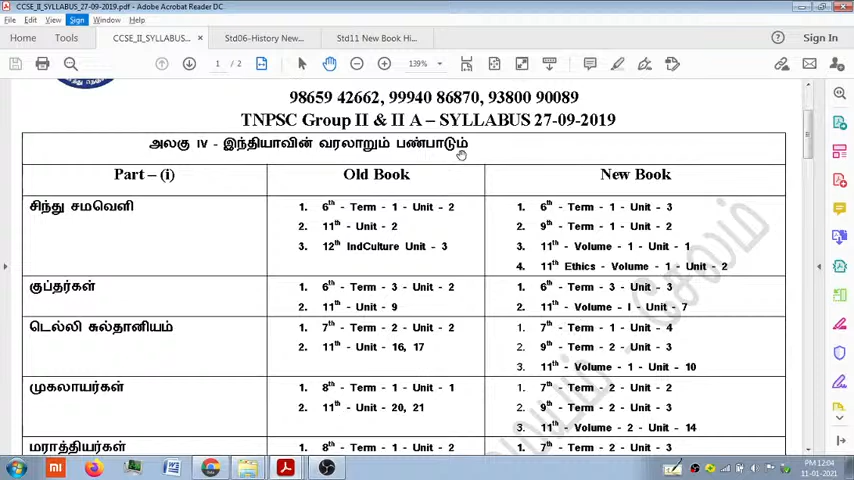 CCSE_II_SYLLABUS_27-09-2019.pdf - Adobe Acrobat Reader DC
File Edit View Sign Window Help
Home Tools CCSE_II_SYLLABUS... × Std06-History New... Std11 New Book Hi... Sign In
1 / 2 139%
98659 42662, 99940 86870, 93800 90089
TNPSC Group II & II A – SYLLABUS 27-09-2019
அலகு IV - இந்தியாவின் வரலாறும் பண்பாடும்
Part – (i) Old Book New Book
சிந்து சமவெளி
1. 6th - Term - 1 - Unit - 2
2. 11th - Unit - 2
3. 12th IndCulture Unit - 3
1. 6th - Term - 1 - Unit - 3
2. 9th - Term - 1 - Unit - 2
3. 11th - Volume - 1 - Unit - 1
4. 11th Ethics - Volume - 1 - Unit - 2
குப்தர்கள்
1. 6th - Term - 3 - Unit - 2
2. 11th - Unit - 9
1. 6th - Term - 3 - Unit - 3
2. 11th - Volume - I - Unit - 7
டெல்லி சுல்தானியம்
1. 7th - Term - 2 - Unit - 2
2. 11th - Unit - 16, 17
1. 7th - Term - 1 - Unit - 4
2. 9th - Term - 2 - Unit - 3
3. 11th - Volume - 1 - Unit - 10
முகலாயர்கள்
1. 8th - Term - 1 - Unit - 1
2. 11th - Unit - 20, 21
1. 7th - Term - 2 - Unit - 2
2. 9th - Term - 2 - Unit - 3
3. 11th - Volume - 2 - Unit - 14
மராத்தியர்கள்
1. 8th - Term - 1 - Unit - 2
1. 7th - Term - 2 - Unit - 3
சேலம்
PM 12:04
11-01-2021